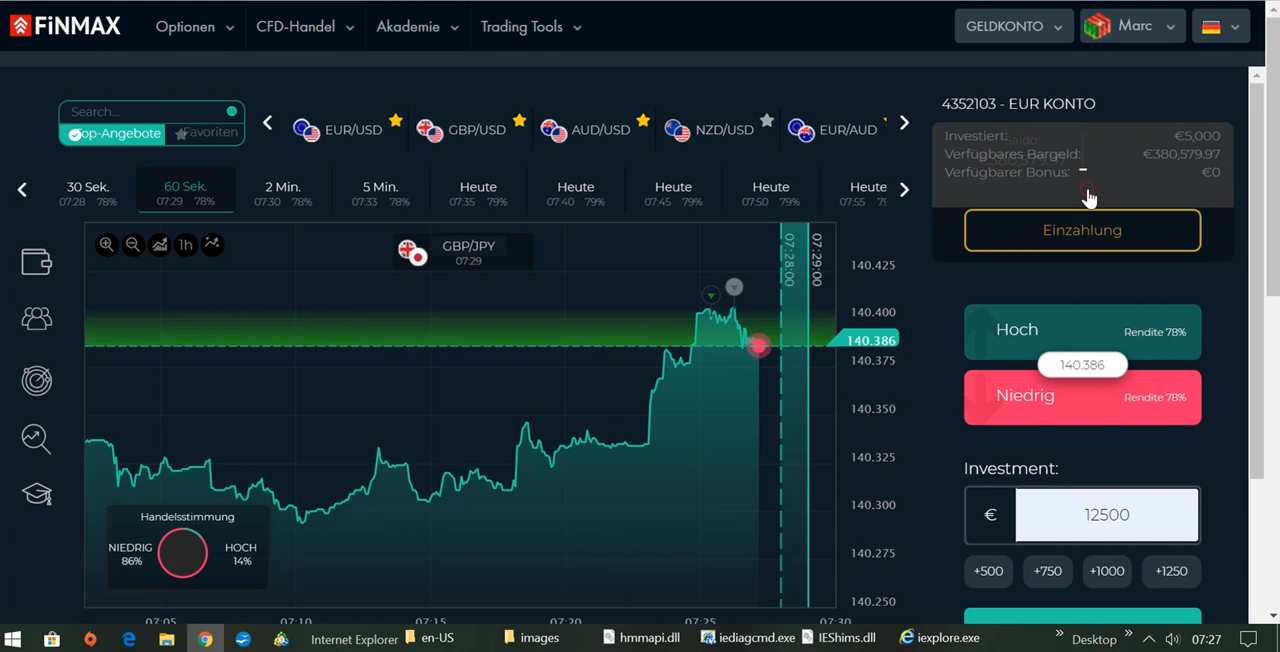 FiNMAX
Optionen
CFD-Handel
Akademie
Trading Tools
GELDKONTO
Marc
Search...
Top-Angebote
Favoriten
EUR/USD
GBP/USD
AUD/USD
NZD/USD
EUR/AUD
4352103 - EUR KONTO
Saldo:
Investiert: €5,000
Verfügbares Bargeld: €380,579.97
Verfügbarer Bonus: €0
Einzahlung
30 Sek.
07:28 78%
60 Sek.
07:29 78%
2 Min.
07:30 78%
5 Min.
07:33 78%
Heute
07:35 79%
Heute
07:40 79%
Heute
07:45 79%
Heute
07:50 79%
Heute
07:55
1h
GBP/JPY
07:29
07:28:00
07:29:00
140.425
140.400
140.386
140.375
140.350
140.325
140.300
140.275
140.250
Handelsstimmung
NIEDRIG
86%
HOCH
14%
07:05
07:10
07:15
07:20
07:25
07:30
Hoch
Rendite 78%
140.386
Niedrig
Rendite 78%
Investment:
€ 12500
+500
+750
+1000
+1250
Internet Explorer
en-US
images
hmmapi.dll
iediagcmd.exe
IEShims.dll
iexplore.exe
Desktop
07:27